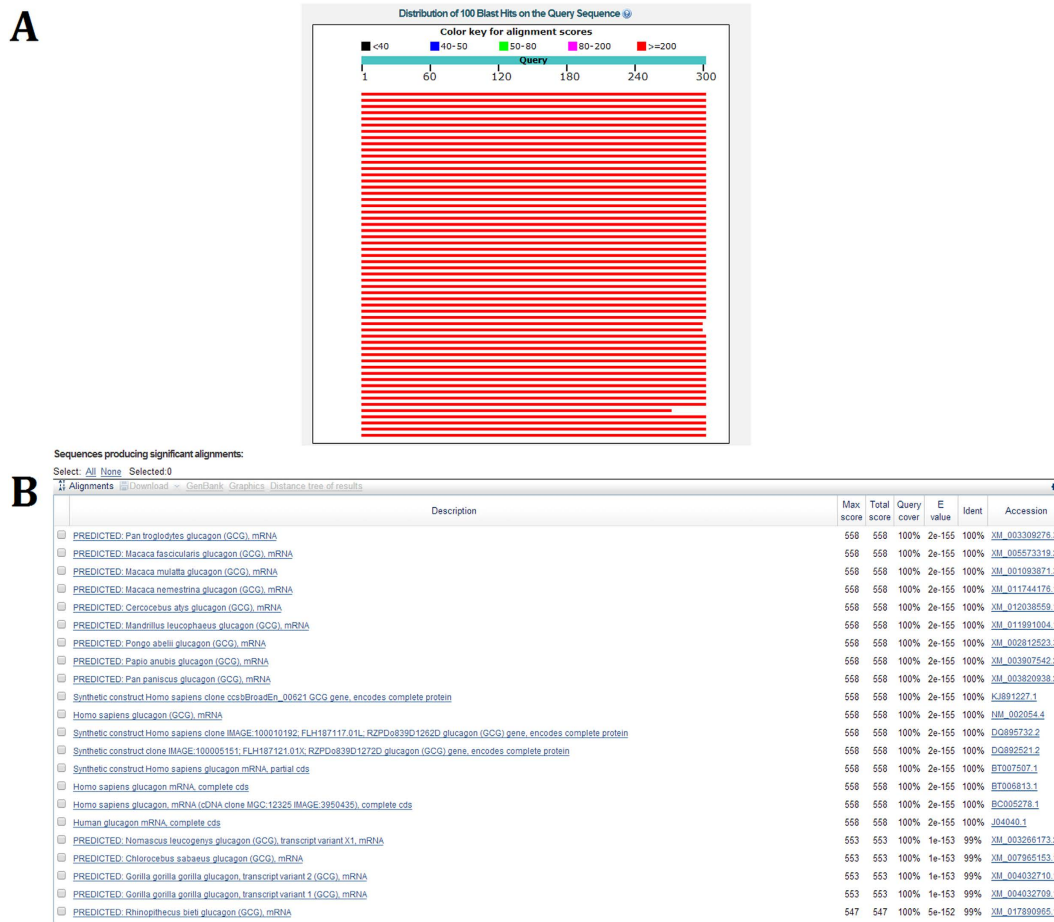 A
Distribution of 100 Blast Hits on the Query Sequence
Color key for alignment scores
<40 40-50 50-80 80-200 >=200
Query
1 60 120 180 240 300
Sequences producing significant alignments:
Select: All None Selected:0
B
Alignments Download GenBank Graphics Distance tree of results
Description Max score Total score Query cover E value Ident Accession
PREDICTED: Pan troglodytes glucagon (GCG), mRNA 558 558 100% 2e-155 100% XM_003309276.
PREDICTED: Macaca fascicularis glucagon (GCG), mRNA 558 558 100% 2e-155 100% XM_005573319.
PREDICTED: Macaca mulatta glucagon (GCG), mRNA 558 558 100% 2e-155 100% XM_001093871.
PREDICTED: Macaca nemestrina glucagon (GCG), mRNA 558 558 100% 2e-155 100% XM_011744176.
PREDICTED: Cercocebus atys glucagon (GCG), mRNA 558 558 100% 2e-155 100% XM_012038559.
PREDICTED: Mandrillus leucophaeus glucagon (GCG), mRNA 558 558 100% 2e-155 100% XM_011991004.
PREDICTED: Pongo abelii glucagon (GCG), mRNA 558 558 100% 2e-155 100% XM_002812523.
PREDICTED: Papio anubis glucagon (GCG), mRNA 558 558 100% 2e-155 100% XM_003907542.
PREDICTED: Pan paniscus glucagon (GCG), mRNA 558 558 100% 2e-155 100% XM_003820938.
Synthetic construct Homo sapiens clone ccsbBroadEn_00621 GCG gene, encodes complete protein 558 558 100% 2e-155 100% KJ891227.1
Homo sapiens glucagon (GCG), mRNA 558 558 100% 2e-155 100% NM_002054.4
Synthetic construct Homo sapiens clone IMAGE:100010192; FLH187117.01L; RZPDo839D1262D glucagon (GCG) gene, encodes complete protein 558 558 100% 2e-155 100% DQ895732.2
Synthetic construct clone IMAGE:100005151; FLH187121.01X; RZPDo839D1272D glucagon (GCG) gene, encodes complete protein 558 558 100% 2e-155 100% DQ892521.2
Synthetic construct Homo sapiens glucagon mRNA, partial cds 558 558 100% 2e-155 100% BT007507.1
Homo sapiens glucagon mRNA, complete cds 558 558 100% 2e-155 100% BT006813.1
Homo sapiens glucagon, mRNA (cDNA clone MGC:12325 IMAGE:3950435), complete cds 558 558 100% 2e-155 100% BC005278.1
Human glucagon mRNA, complete cds 558 558 100% 2e-155 100% J04040.1
PREDICTED: Nomascus leucogenys glucagon (GCG), transcript variant X1, mRNA 553 553 100% 1e-153 99% XM_003266173.
PREDICTED: Chlorocebus sabaeus glucagon (GCG), mRNA 553 553 100% 1e-153 99% XM_007965153.
PREDICTED: Gorilla gorilla gorilla glucagon, transcript variant 2 (GCG), mRNA 553 553 100% 1e-153 99% XM_004032710.
PREDICTED: Gorilla gorilla gorilla glucagon, transcript variant 1 (GCG), mRNA 553 553 100% 1e-153 99% XM_004032709.
PREDICTED: Rhinopithecus bieti glucagon (GCG), mRNA 547 547 100% 5e-152 99% XM_017890965.